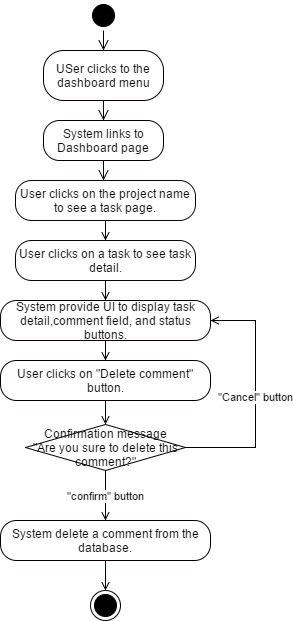 USer clicks to the
dashboard menu
System links to
Dashboard page
User clicks on the project name
to see a task page.
User clicks on a task to see task
detail.
System provide UI to display task
detail,comment field, and status
buttons.
User clicks on "Delete comment"
button.
"Cancel" button
Confirmation message
"Are you sure to delete this
comment?"
"confirm" button
System delete a comment from the
database.